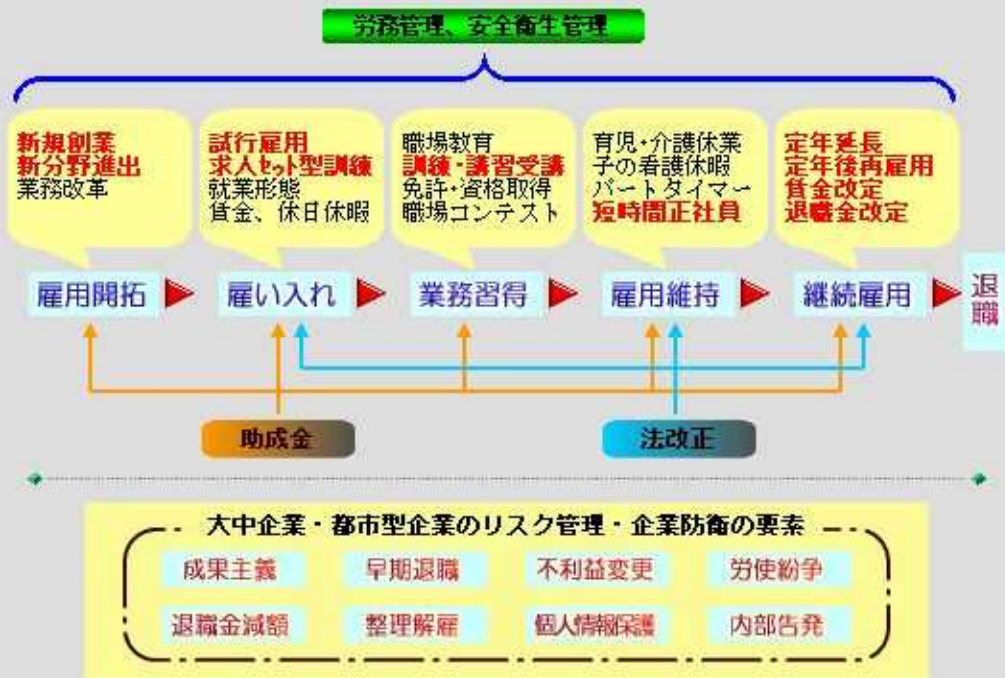 労務管理、安全衛生管理
新規創業
新分野進出
業務改革
試行雇用
求人セット型訓練
就業形態
賃金、休日休暇
職場教育
訓練・講習受講
免許・資格取得
職場コンテスト
育児・介護休業
子の看護休暇
パートタイマー
短時間正社員
定年延長
定年後再雇用
賃金改定
退職金改定
雇用開拓
雇い入れ
業務習得
雇用維持
継続雇用
退職
助成金
法改正
大中企業・都市型企業のリスク管理・企業防衛の要素
成果主義
早期退職
不利益変更
労使紛争
退職金減額
整理解雇
個人情報保護
内部告発